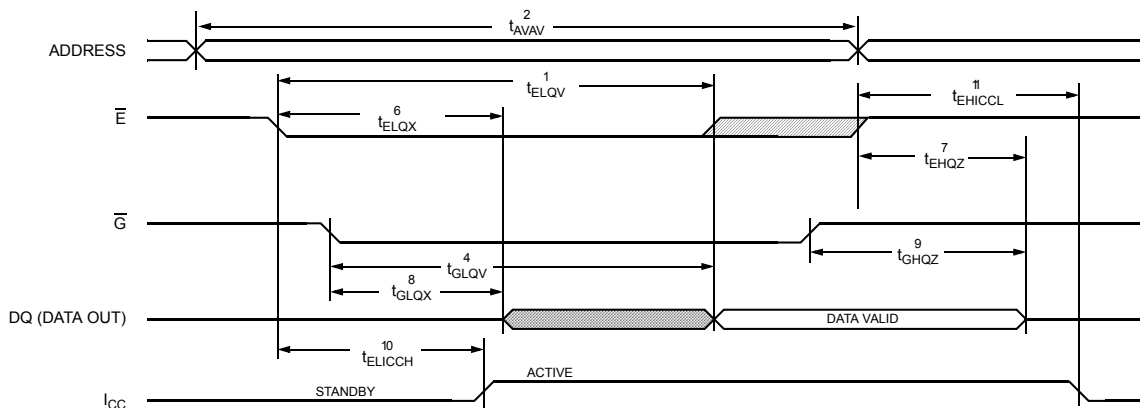 2
tAVAV
ADDRESS
1
tELQV
11
tEHICCL
6
tELQX
E
7
tEHQZ
G
9
tGHQZ
4
tGLQV
8
tGLQX
DQ (DATA OUT)
DATA VALID
10
tELICCH
ACTIVE
STANDBY
ICC